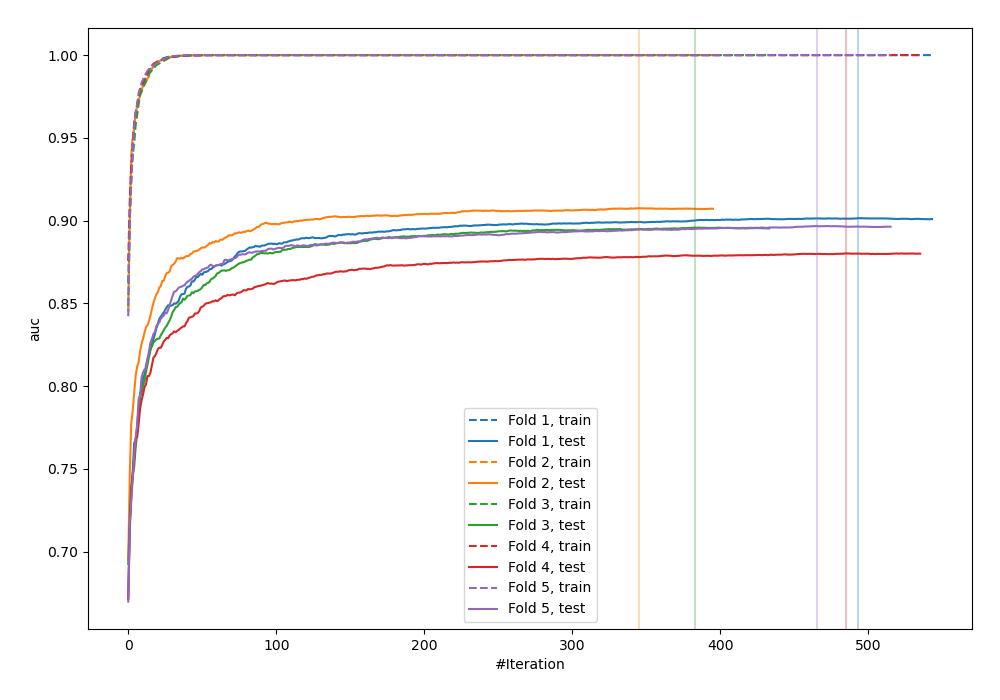 1.00
0.95
0.90
0.85
0.80
0.75
0.70
auc
0
100
200
300
400
500
#Iteration
Fold 1, train
Fold 1, test
Fold 2, train
Fold 2, test
Fold 3, train
Fold 3, test
Fold 4, train
Fold 4, test
Fold 5, train
Fold 5, test